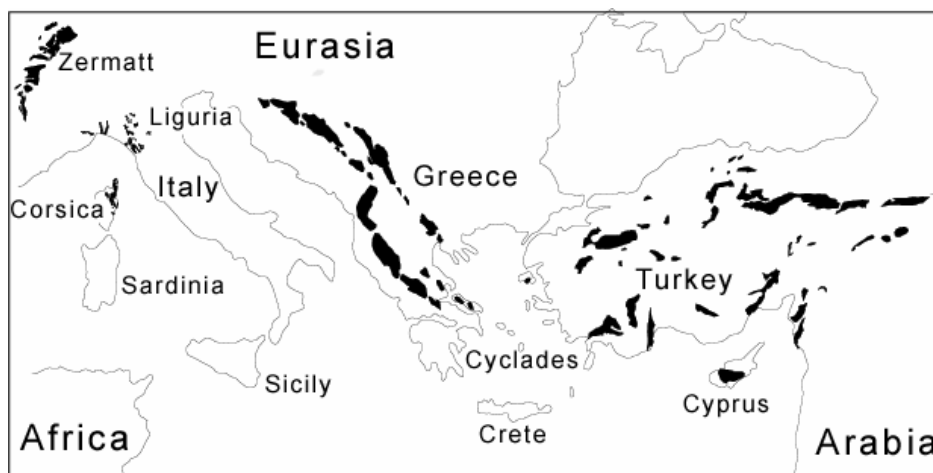 Eurasia
Zermatt
Liguria
Italy
Greece
Corsica
Sardinia
Turkey
Cyclades
Sicily
Cyprus
Crete
Africa
Arabia